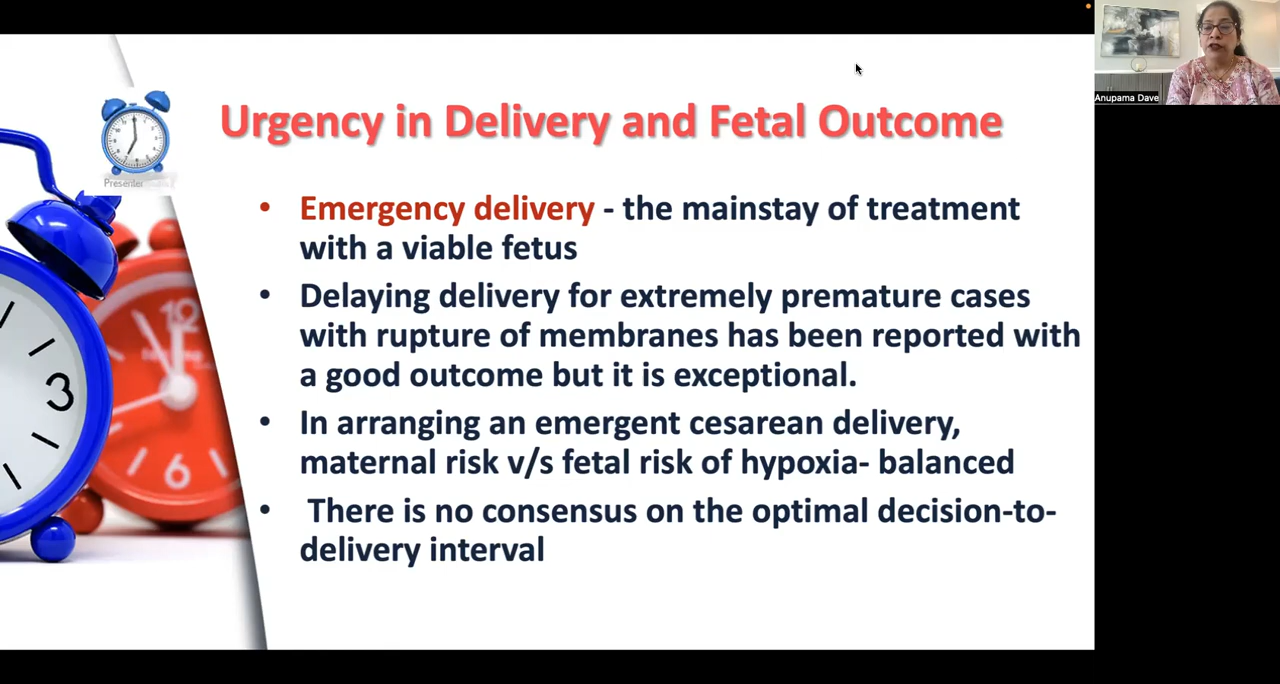 Anupama Dave
Urgency in Delivery and Fetal Outcome
Presenter
• Emergency delivery - the mainstay of treatment
with a viable fetus
• Delaying delivery for extremely premature cases
with rupture of membranes has been reported with
a good outcome but it is exceptional.
• In arranging an emergent cesarean delivery,
maternal risk v/s fetal risk of hypoxia- balanced
• There is no consensus on the optimal decision-to-
delivery interval
3
6